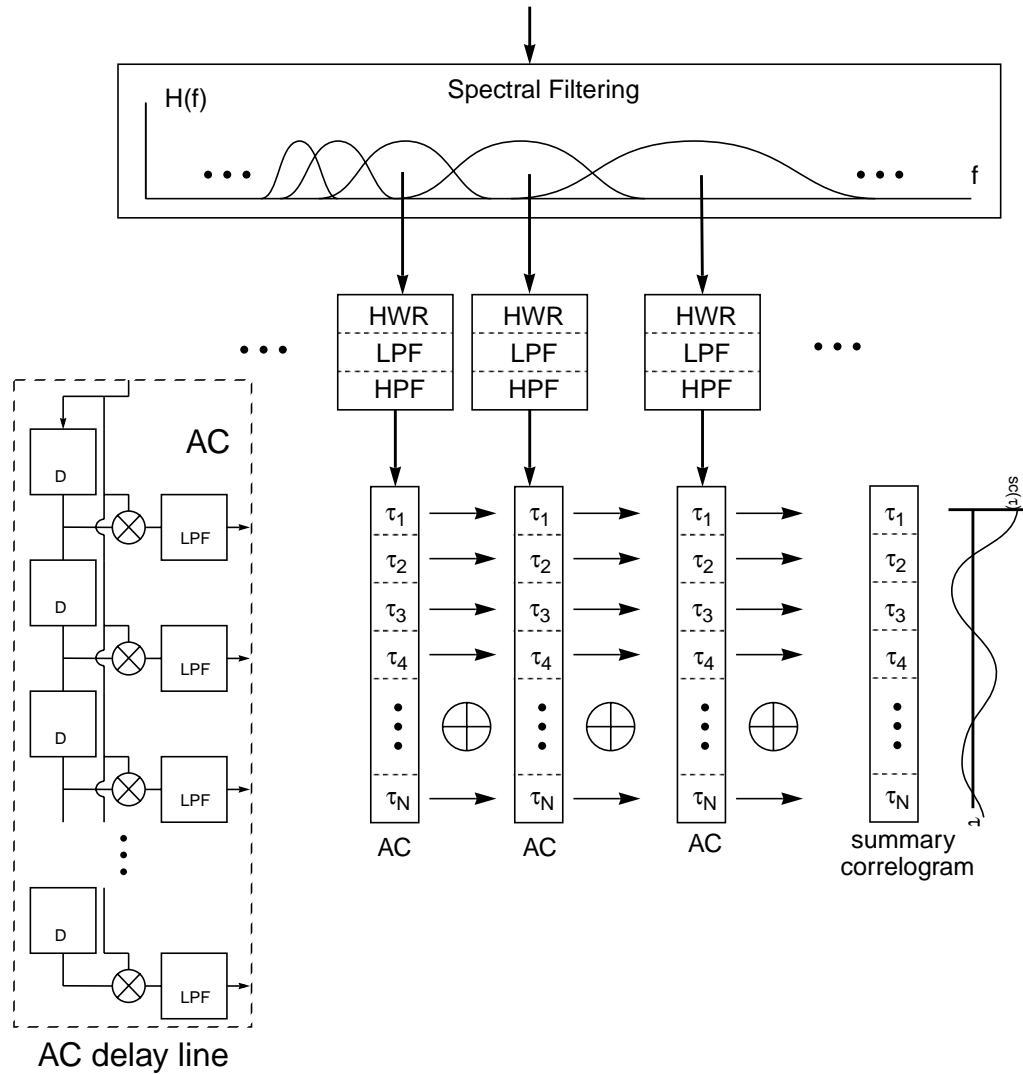 Spectral Filtering
H(f)
• • •
• • •
f
HWR
LPF
HPF
HWR
LPF
HPF
HWR
LPF
HPF
• • •
• • •
AC
D
LPF
D
LPF
D
LPF
D
LPF
AC delay line
τ1
τ2
τ3
τ4
τN
AC
τ1
τ2
τ3
τ4
τN
AC
τ1
τ2
τ3
τ4
τN
AC
τ1
τ2
τ3
τ4
τN
summary
correlogram
sc(τ)
τ